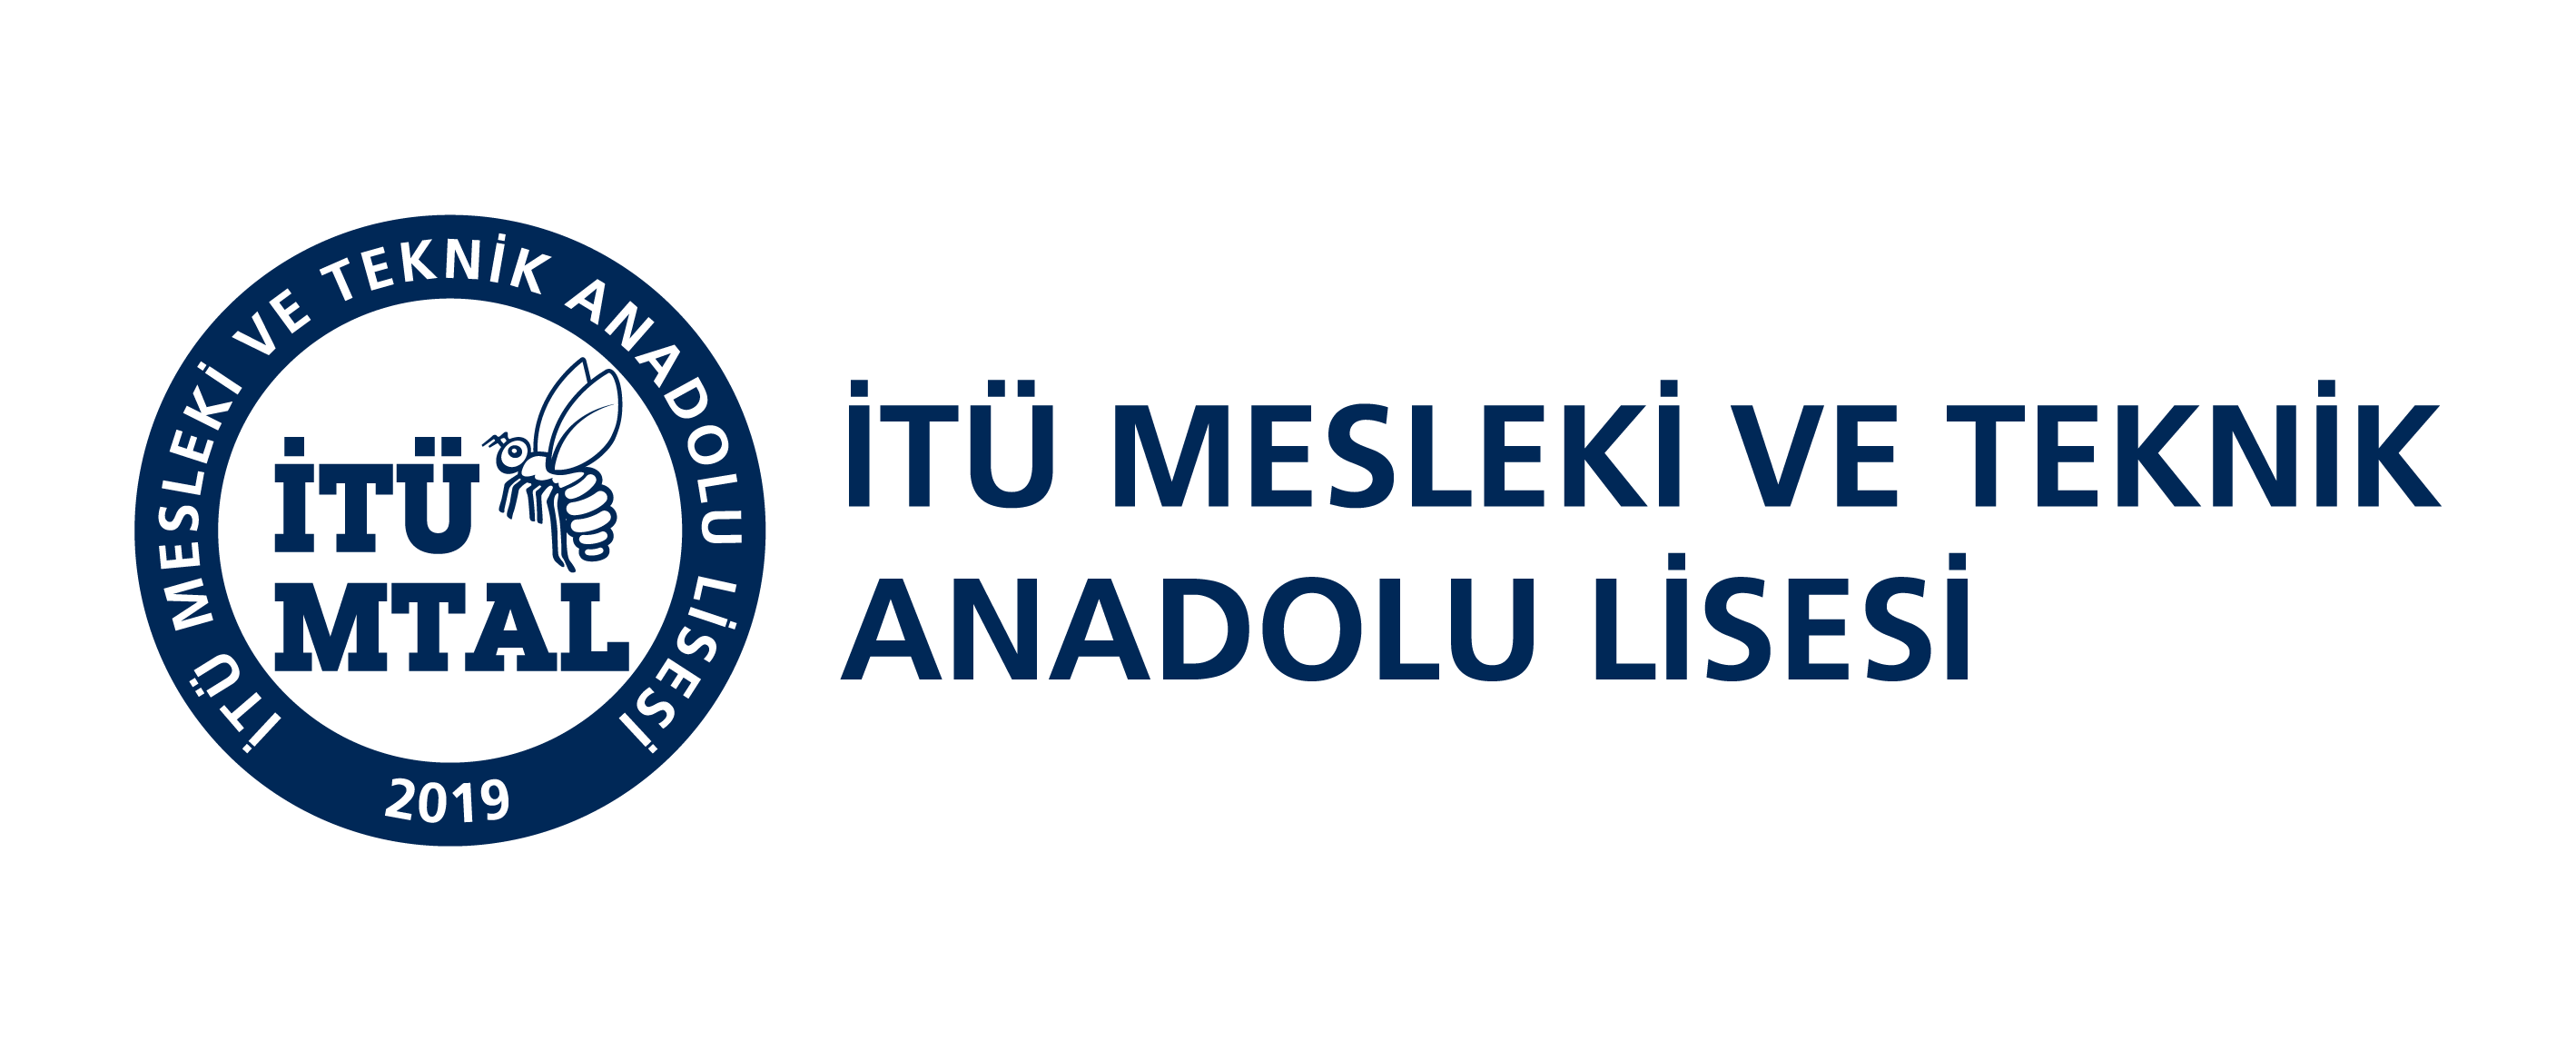 İTÜ MESLEKİ VE TEKNİK ANADOLU LİSESİ
İTÜ
MTAL
2019
İTÜ MESLEKİ VE TEKNİK
ANADOLU LİSESİ